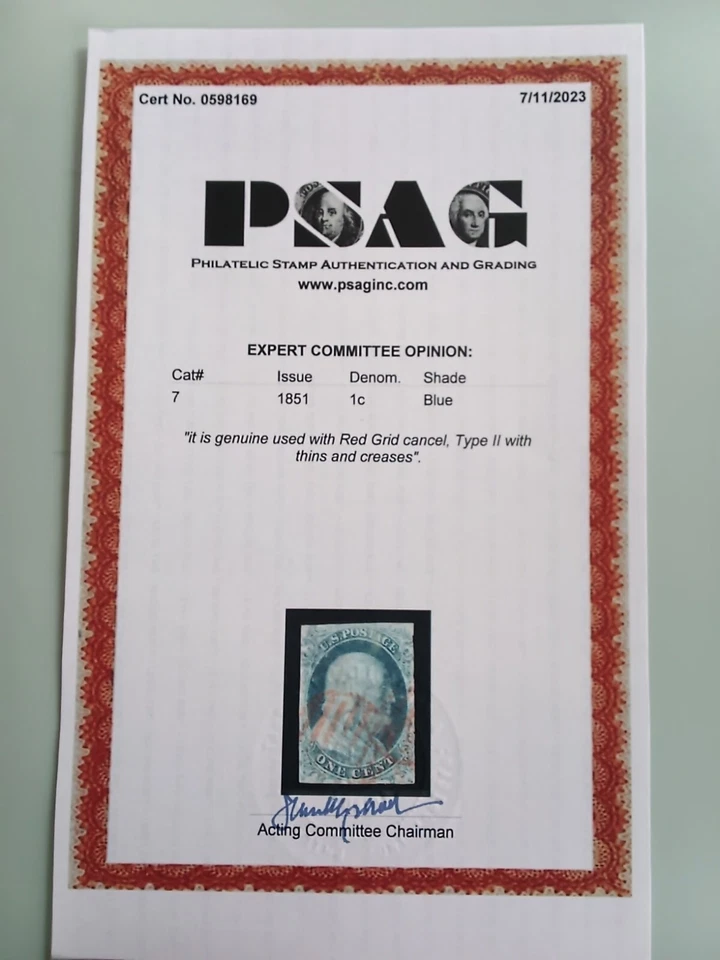 Cert No. 0598169
7/11/2023
PSAG
PHILATELIC STAMP AUTHENTICATION AND GRADING
www.psaginc.com
EXPERT COMMITTEE OPINION:
Cat# Issue Denom. Shade
7 1851 1c Blue
"it is genuine used with Red Grid cancel, Type II with
thins and creases".
U.S. POSTAGE
ONE CENT
Acting Committee Chairman